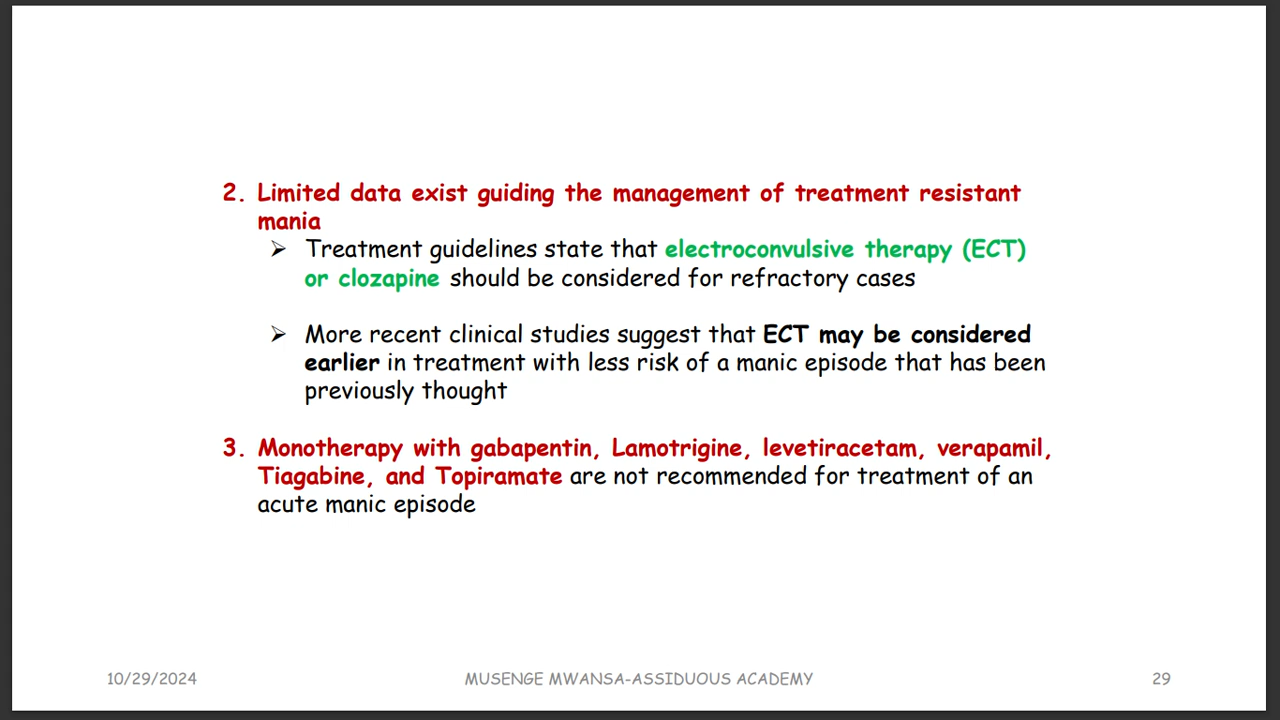 2. Limited data exist guiding the management of treatment resistant
mania
➢ Treatment guidelines state that electroconvulsive therapy (ECT)
or clozapine should be considered for refractory cases
➢ More recent clinical studies suggest that ECT may be considered
earlier in treatment with less risk of a manic episode that has been
previously thought
3. Monotherapy with gabapentin, Lamotrigine, levetiracetam, verapamil,
Tiagabine, and Topiramate are not recommended for treatment of an
acute manic episode
10/29/2024
MUSENGE MWANSA-ASSIDUOUS ACADEMY
29